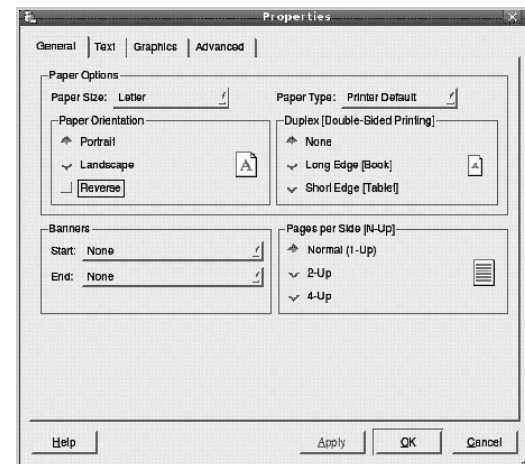 Properties
General Text Graphics Advanced
Paper Options
Paper Size: Letter
Paper Type: Printer Default
Paper Orientation
Portrait
Landscape
Reverse
A
Duplex [Double-Sided Printing]
None
Long Edge [Book]
Short Edge [Tablet]
A
Banners
Start: None
End: None
Pages per Side [N-Up]
Normal (1-Up)
2-Up
4-Up
Help Apply OK Cancel